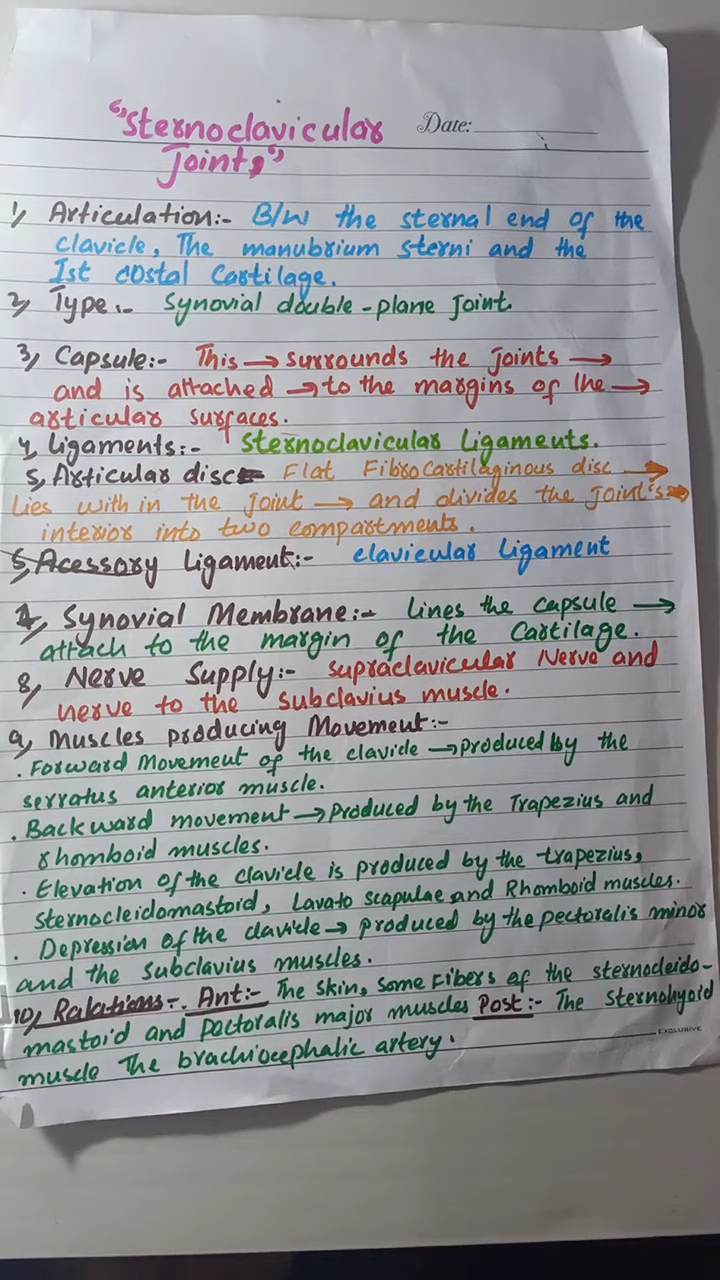 "Sternoclavicular Date:
Joint,"
1, Articulation:- B/W the sternal end of the
clavicle, The manubrium sterni and the
Ist costal Cartilage.
2, Type:- Synovial double-plane Joint.
3, Capsule:- This → surrounds the Joints →
and is attached → to the margins of the →
articular surfaces.
4, Ligaments:- Sternoclavicular Ligaments.
5, Articular disc Flat Fibrocartilaginous disc →
Lies with in the Joint → and divides the Joint's →
interior into two compartments.
Acessory Ligament:- clavicular Ligament
7, Synovial Membrane:- Lines the capsule →
attach to the margin of the Cartilage.
8, Nerve Supply:- supraclavicular Nerve and
nerve to the subclavius muscle.
9, Muscles producing Movement:-
. Forward Movement of the clavicle → produced by the
serratus anterior muscle.
. Backward movement → Produced by the Trapezius and
rhomboid muscles.
. Elevation of the clavicle is produced by the trapezius,
Sternocleidomastoid, Lavato scapulae and Rhomboid muscles.
. Depression of the clavicle → produced by the pectoralis minor
and the subclavius muscles.
10, Ralations:- Ant:- The skin, some Fibers of the sternocleido-
mastoid and pectoralis major muscles Post:- The sternohyoid
EXCLUSIVE
muscle The brachiocephalic artery.